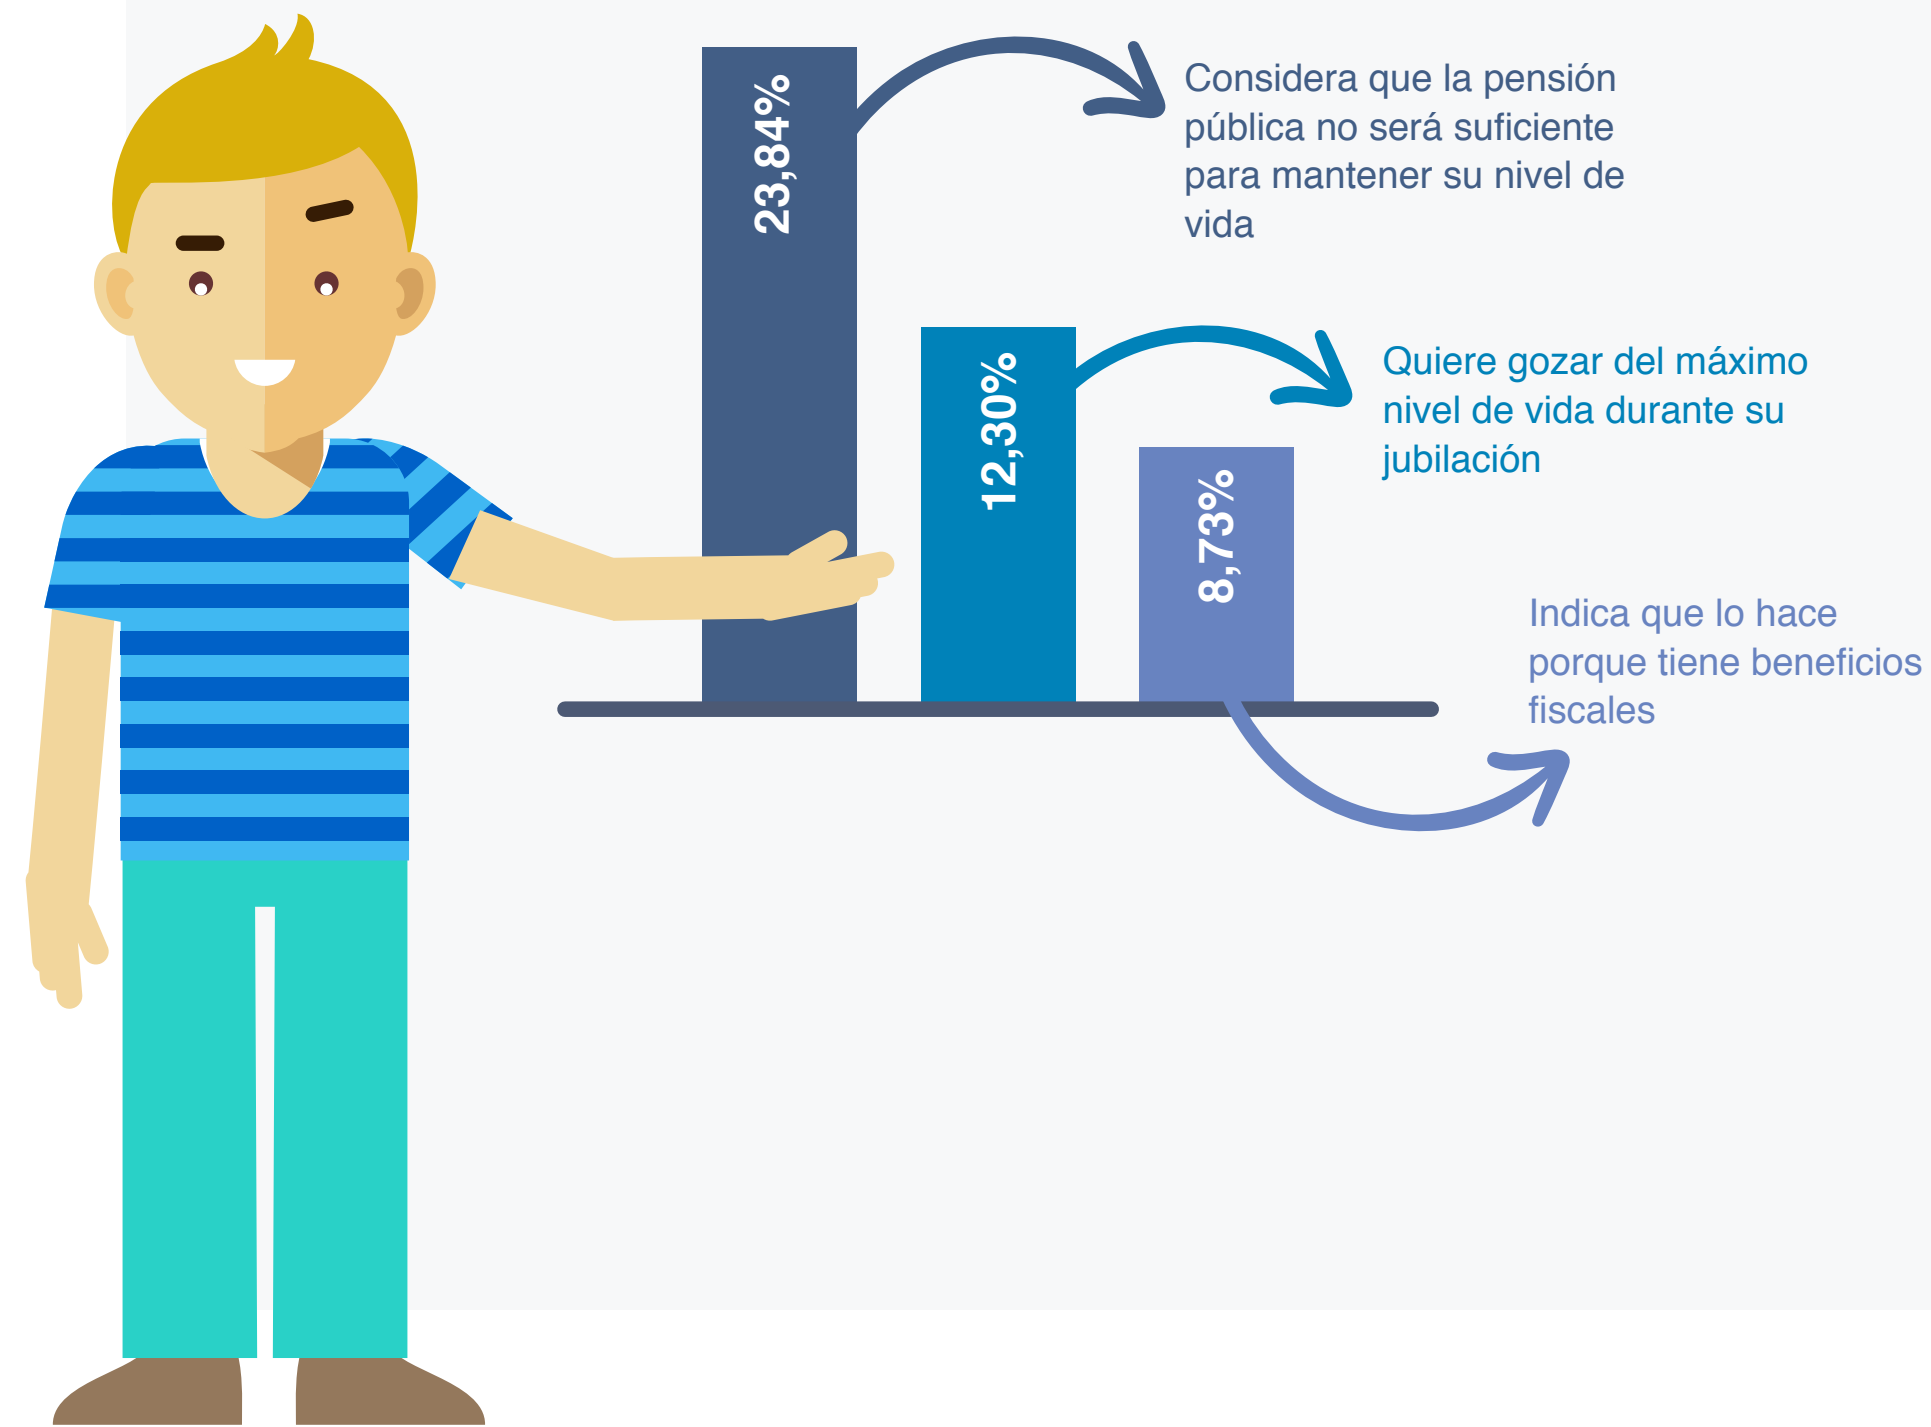 23,84%
Considera que la pensión
pública no será suficiente
para mantener su nivel de
vida
12,30%
Quiere gozar del máximo
nivel de vida durante su
jubilación
8,73%
Indica que lo hace
porque tiene beneficios
fiscales